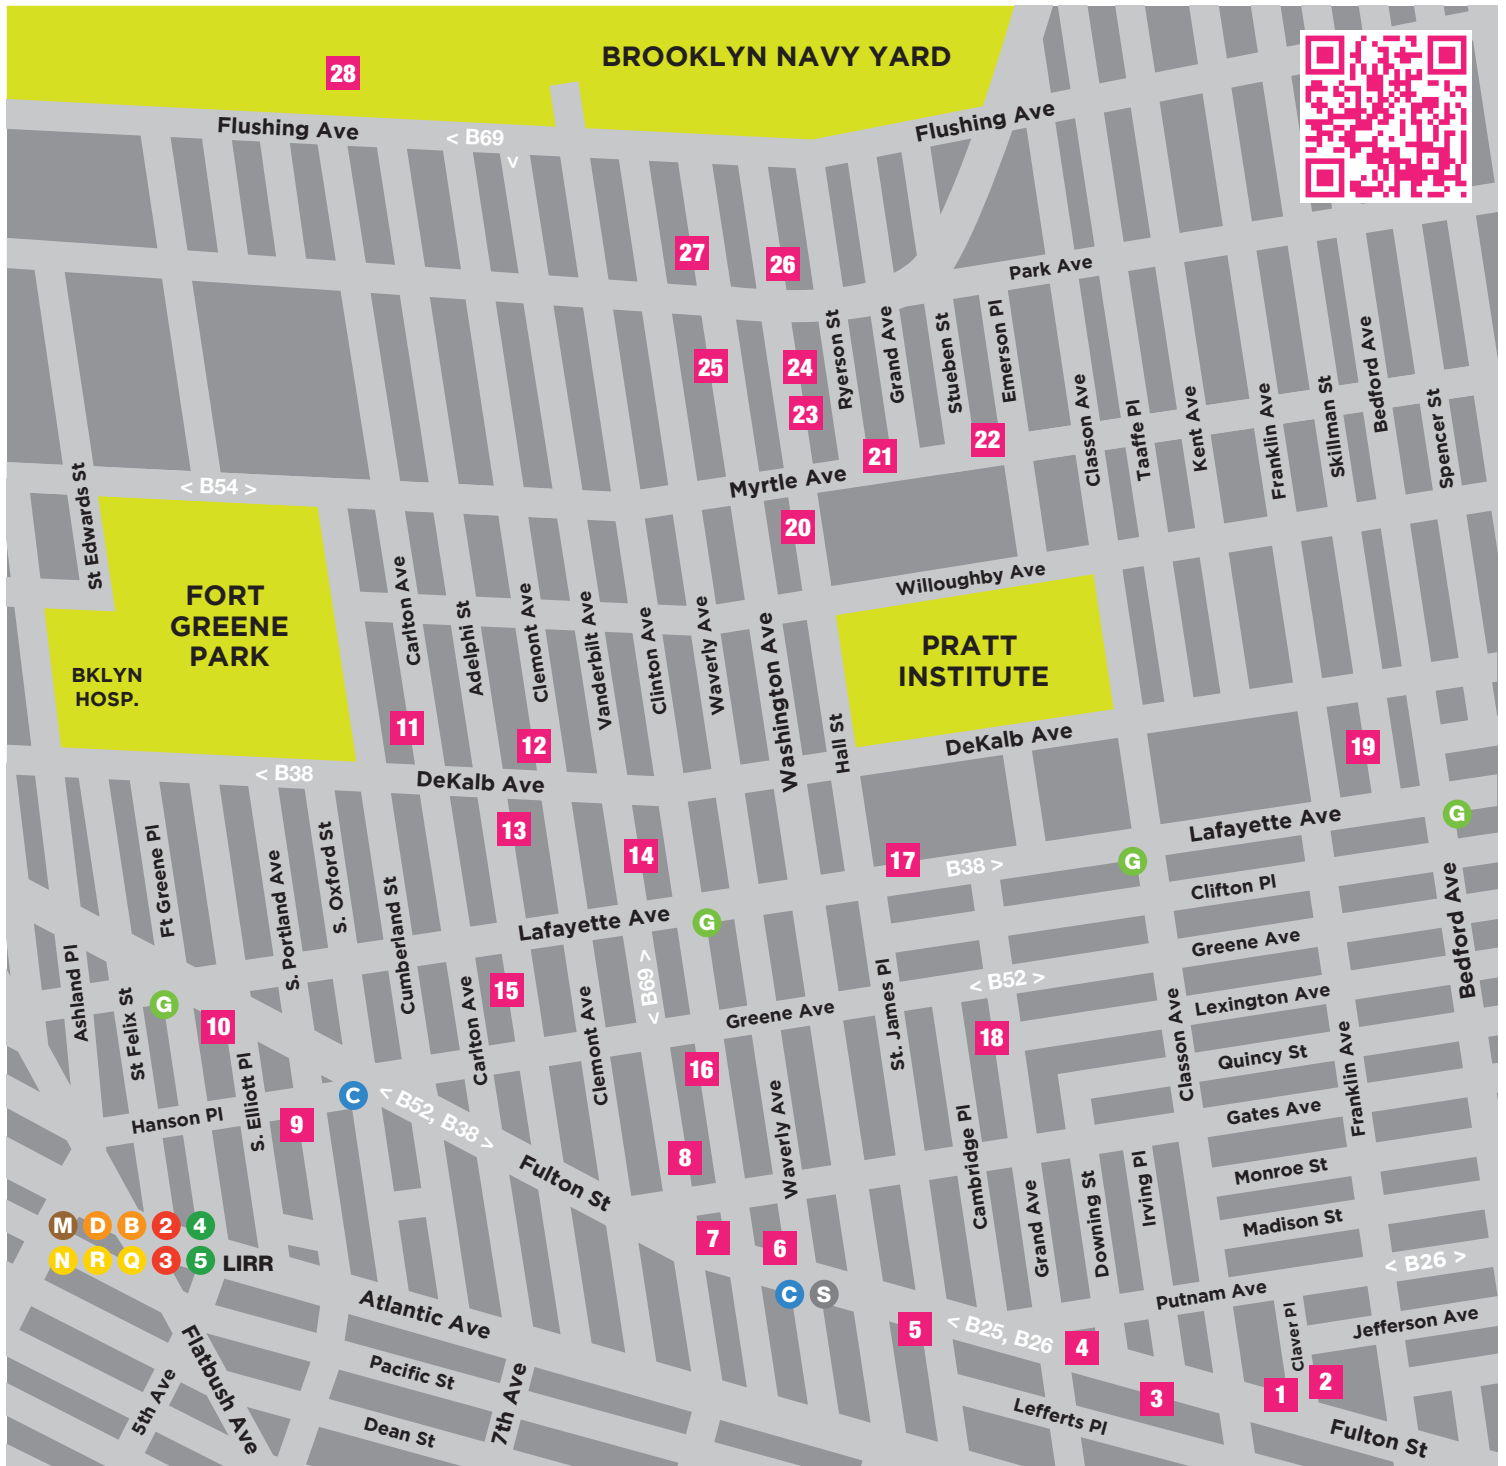 BROOKLYN NAVY YARD
28
Flushing Ave
< B69
v
Flushing Ave
27
26
Park Ave
25
24
23
22
21
Ryerson St
Grand Ave
Stueben St
Emerson Pl
Classon Ave
Taaffe Pl
Kent Ave
Franklin Ave
Skillman St
Bedford Ave
Spencer St
Myrtle Ave
< B54 >
St Edwards St
20
FORT
GREENE
PARK
BKLYN
HOSP.
Willoughby Ave
PRATT
INSTITUTE
Carlton Ave
Adelphi St
Clemont Ave
Vanderbilt Ave
Clinton Ave
Waverly Ave
Washington Ave
Hall St
11
12
19
DeKalb Ave
< B38
DeKalb Ave
13
14
17
B38 >
G
Lafayette Ave
G
Clifton Pl
Ft Greene Pl
S. Portland Ave
S. Oxford St
Cumberland St
Lafayette Ave
G
Greene Ave
Bedford Ave
Ashland Pl
St Felix St
G
10
Carlton Ave
15
Clemont Ave
< B69 >
Greene Ave
St. James Pl
< B52 >
Lexington Ave
18
Classon Ave
Quincy St
Franklin Ave
16
Hanson Pl
S. Elliott Pl
9
C
< B52, B38 >
Gates Ave
8
Waverly Ave
Fulton St
Cambridge Pl
Grand Ave
Downing St
Irving Pl
Monroe St
Madison St
M D B 2 4
N R Q 3 5 LIRR
7
6
C S
< B26 >
Putnam Ave
Atlantic Ave
5
< B25, B26
4
Claver Pl
Jefferson Ave
Flatbush Ave
5th Ave
Pacific St
7th Ave
Dean St
3
1
2
Lefferts Pl
Fulton St